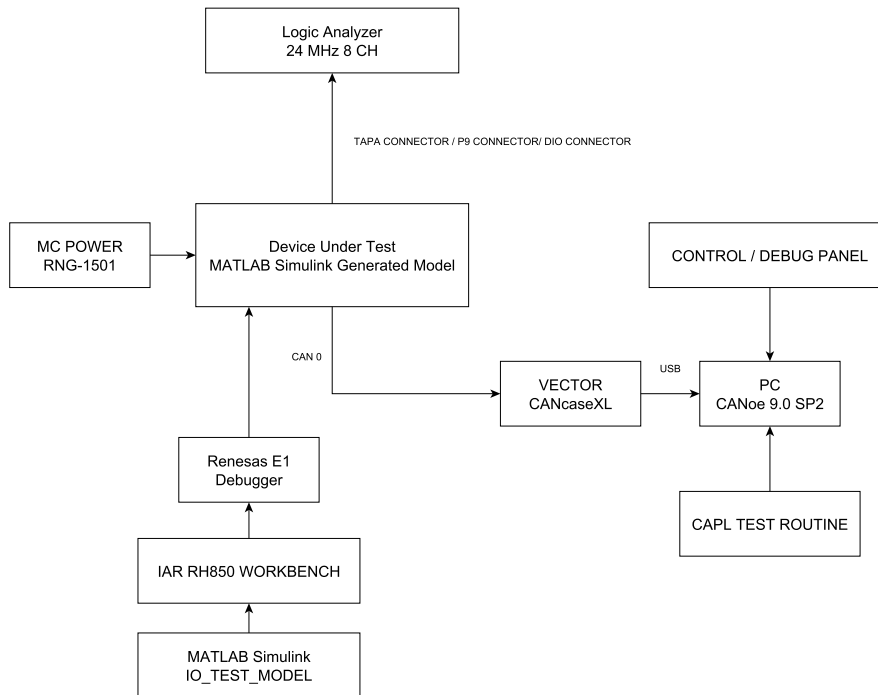 Logic Analyzer
24 MHz 8 CH
TAPA CONNECTOR / P9 CONNECTOR/ DIO CONNECTOR
MC POWER
RNG-1501
Device Under Test
MATLAB Simulink Generated Model
CONTROL / DEBUG PANEL
CAN 0
VECTOR
CANcaseXL
USB
PC
CANoe 9.0 SP2
Renesas E1
Debugger
CAPL TEST ROUTINE
IAR RH850 WORKBENCH
MATLAB Simulink
IO_TEST_MODEL